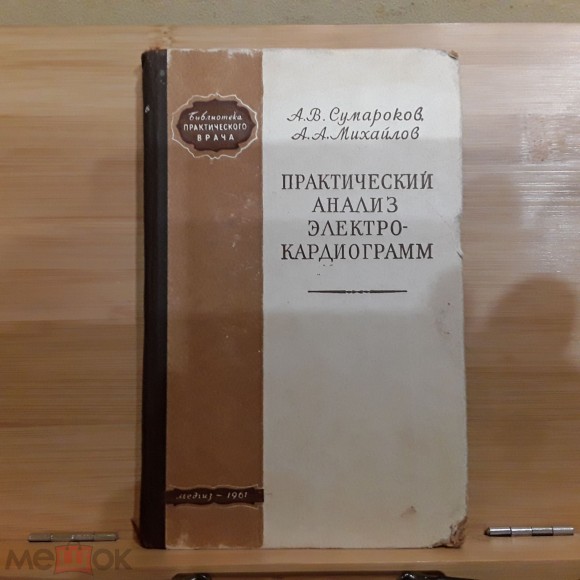 Библиотека
ПРАКТИЧЕСКОГО
ВРАЧА
А.В. Сумароков,
А.А. Михайлов
ПРАКТИЧЕСКИЙ
АНАЛИЗ
ЭЛЕКТРО-
КАРДИОГРАММ
медгиз - 1961
мешок